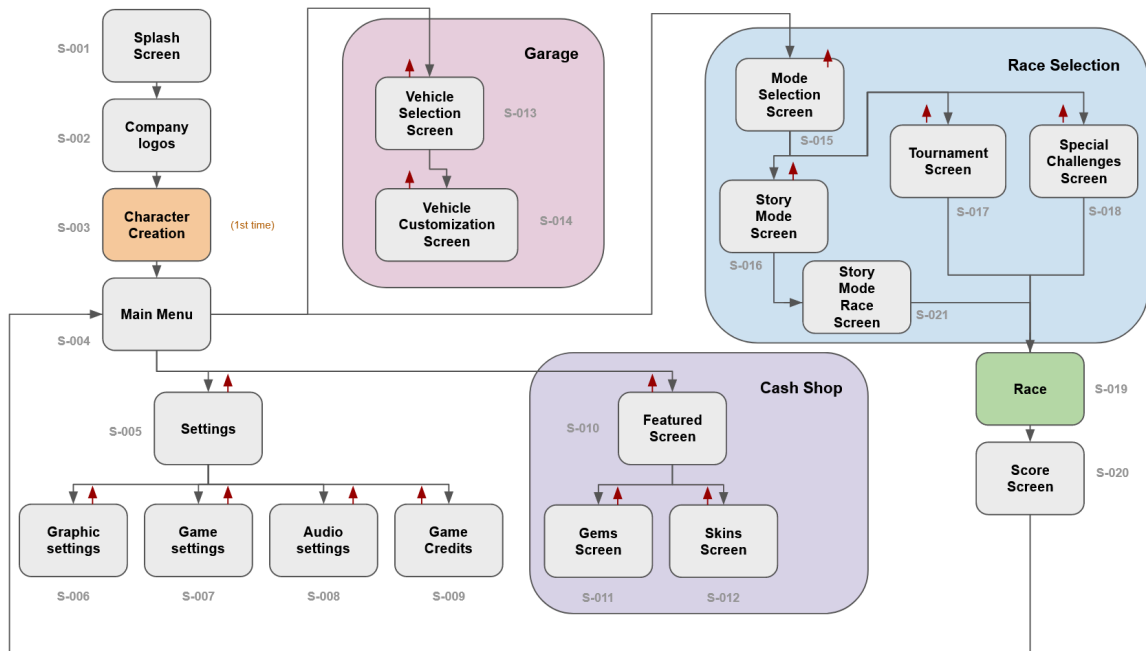 S-001
Splash
Screen
S-002
Company
logos
S-003
Character
Creation
(1st time)
Main Menu
S-004
Garage
Vehicle
Selection
Screen
S-013
Vehicle
Customization
Screen
S-014
Race Selection
Mode
Selection
Screen
S-015
Tournament
Screen
S-017
Special
Challenges
Screen
S-018
Story
Mode
Screen
S-016
Story
Mode
Race
Screen
S-021
Race
S-019
Score
Screen
S-020
Settings
S-005
Graphic
settings
S-006
Game
settings
S-007
Audio
settings
S-008
Game
Credits
S-009
Cash Shop
S-010
Featured
Screen
Gems
Screen
S-011
Skins
Screen
S-012